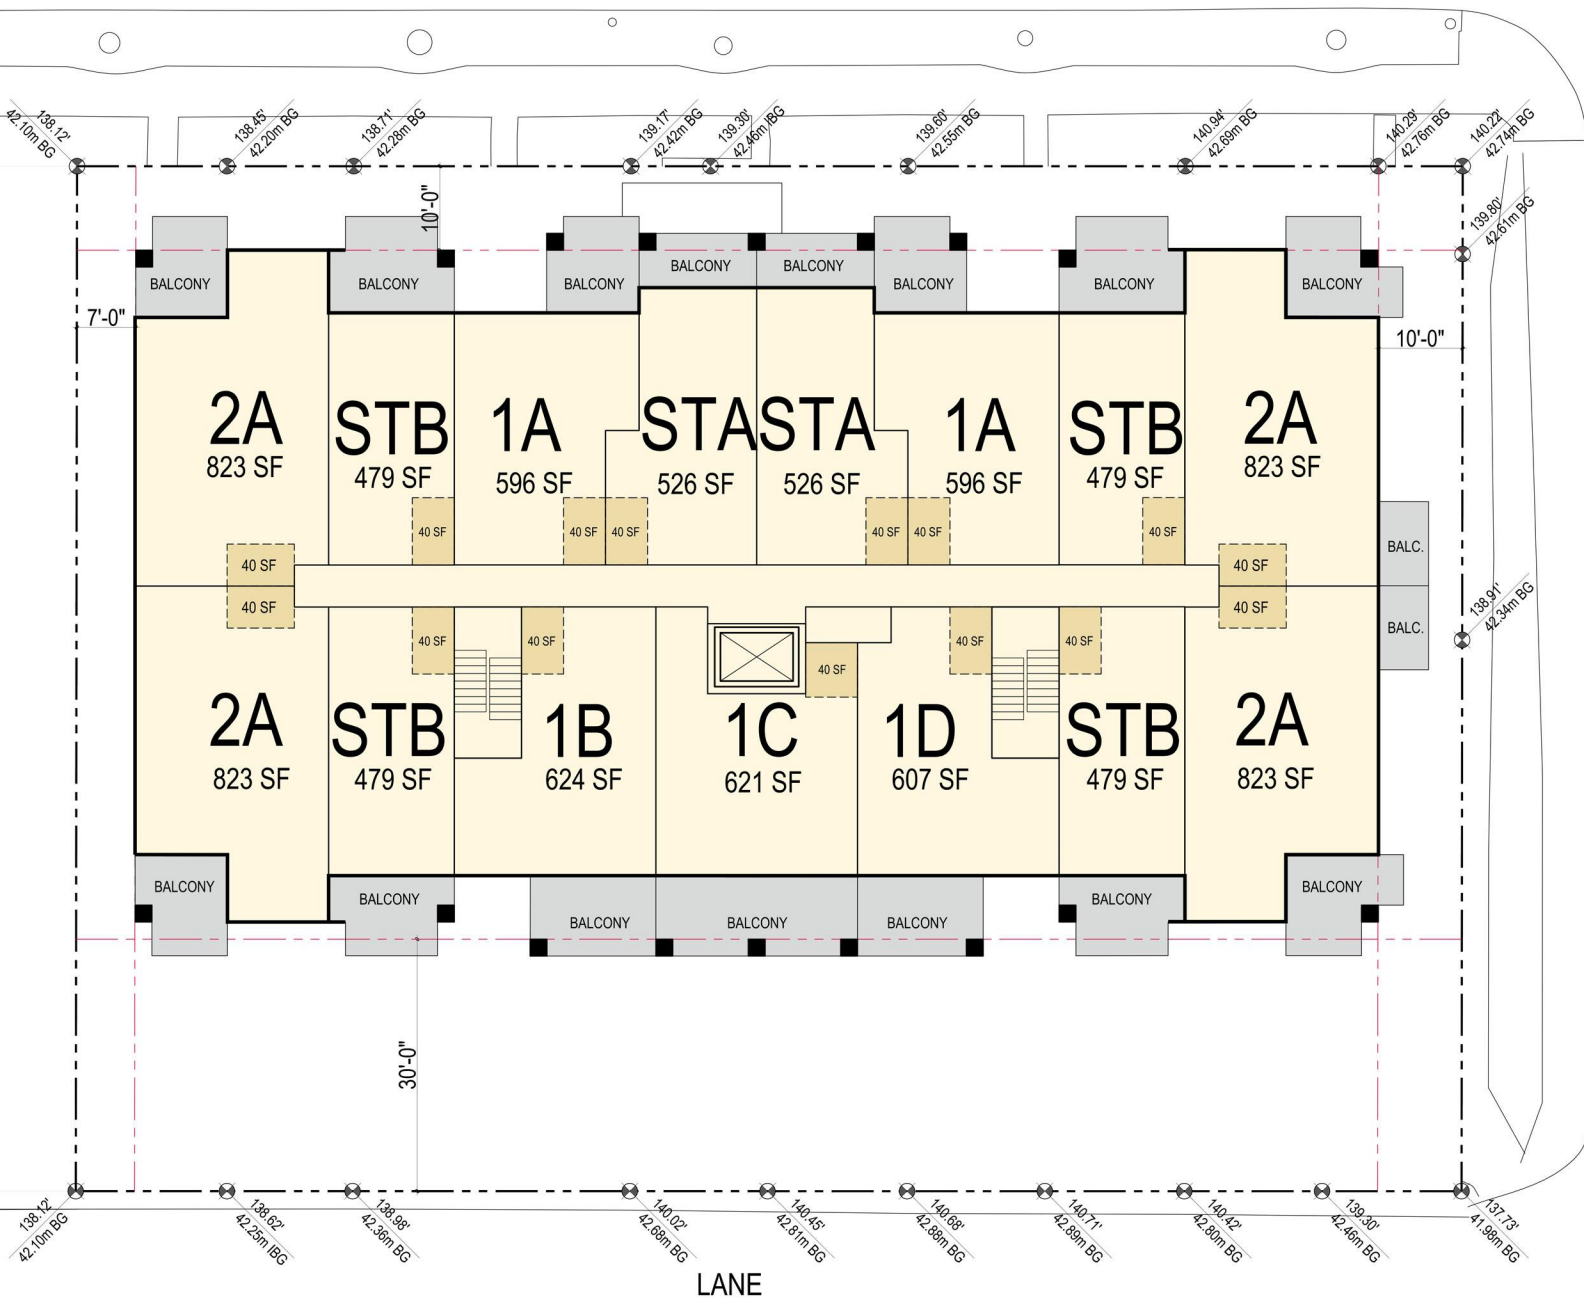 138.12'
42.10m BG
138.45'
42.20m BG
138.71'
42.28m BG
139.17'
42.42m BG
139.30'
42.46m IBG
139.60'
42.55m BG
140.94'
42.69m BG
140.29'
42.76m BG
140.22'
42.74m BG
139.80'
42.61m BG
10'-0"
BALCONY
BALCONY
BALCONY
BALCONY
BALCONY
BALCONY
BALCONY
BALCONY
7'-0"
10'-0"
2A
823 SF
STB
479 SF
1A
596 SF
STA
526 SF
STA
526 SF
1A
596 SF
STB
479 SF
2A
823 SF
40 SF
40 SF
40 SF
40 SF
40 SF
40 SF
40 SF
40 SF
BALC.
40 SF
40 SF
BALC.
138.91'
42.34m BG
40 SF
40 SF
40 SF
40 SF
40 SF
2A
823 SF
STB
479 SF
1B
624 SF
1C
621 SF
1D
607 SF
STB
479 SF
2A
823 SF
BALCONY
BALCONY
BALCONY
BALCONY
BALCONY
BALCONY
BALCONY
30'-0"
138.12'
42.10m BG
138.62'
42.25m IBG
138.98'
42.36m BG
140.02'
42.68m BG
140.45'
42.81m BG
140.68'
42.88m BG
140.71'
42.89m BG
140.42'
42.80m BG
139.30'
42.46m BG
137.73'
41.98m BG
LANE